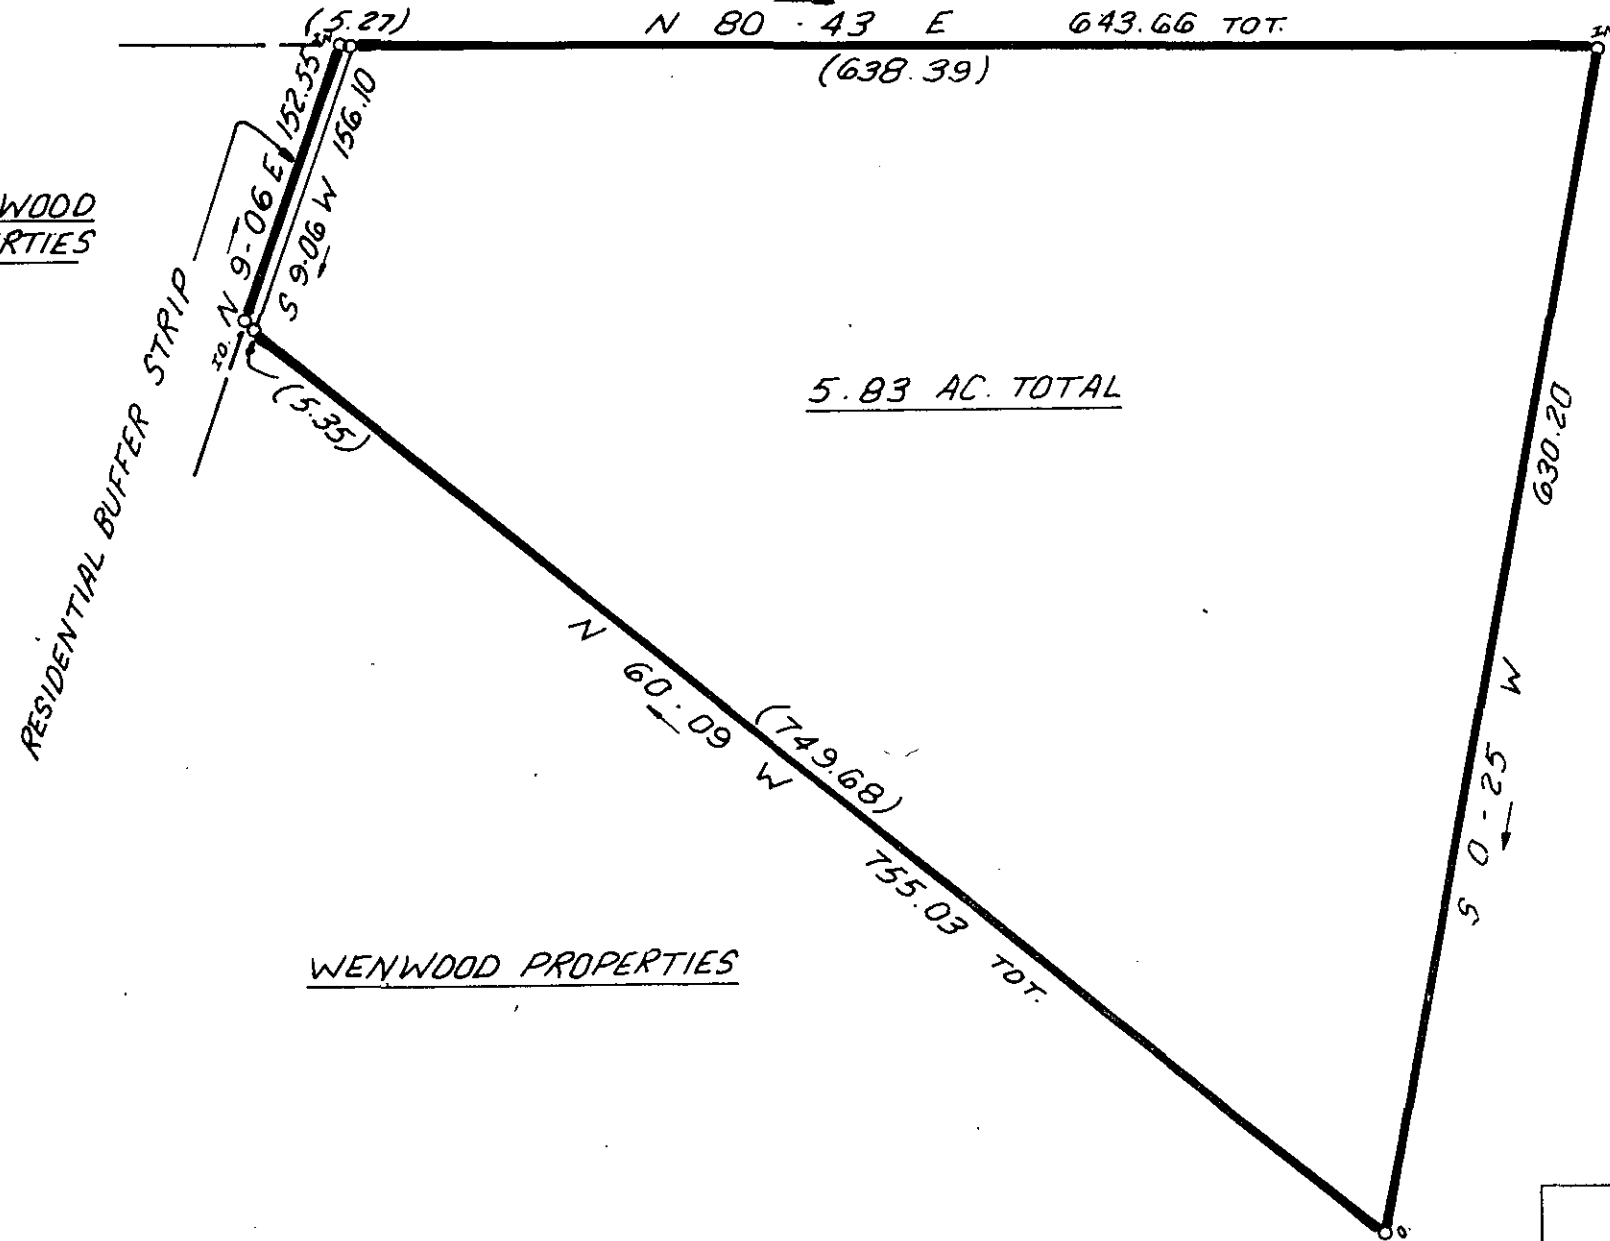 (5.27)
N 80·43 E 643.66 TOT.
(638.39)
N 9-06 E 152.55
S 9-06 W 156.10
WOOD
RTIES
RESIDENTIAL BUFFER STRIP
I.O.
(5.35)
5.83 AC. TOTAL
630.20
S 0-25 W
N 60·09 W
(749.68)
755.03 TOT.
WENWOOD PROPERTIES